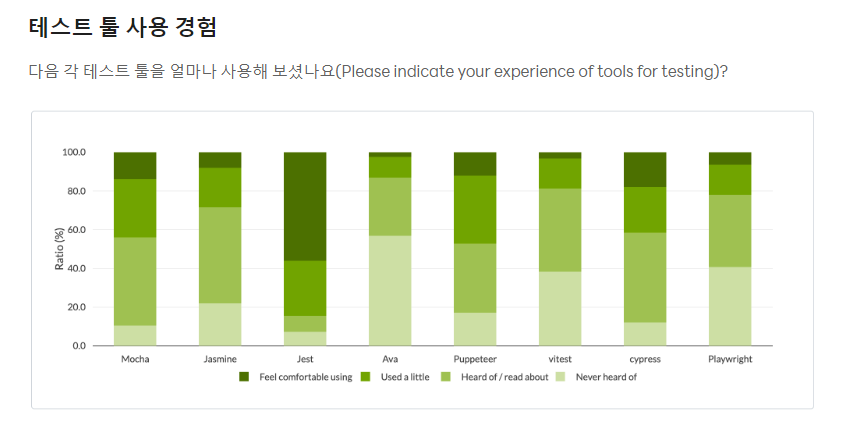 테스트 툴 사용 경험
다음 각 테스트 툴을 얼마나 사용해 보셨나요(Please indicate your experience of tools for testing)?
100.0
80.0
60.0
40.0
20.0
0.0
Ratio (%)
Mocha Jasmine Jest Ava Puppeteer vitest cypress Playwright
Feel comfortable using Used a little Heard of / read about Never heard of